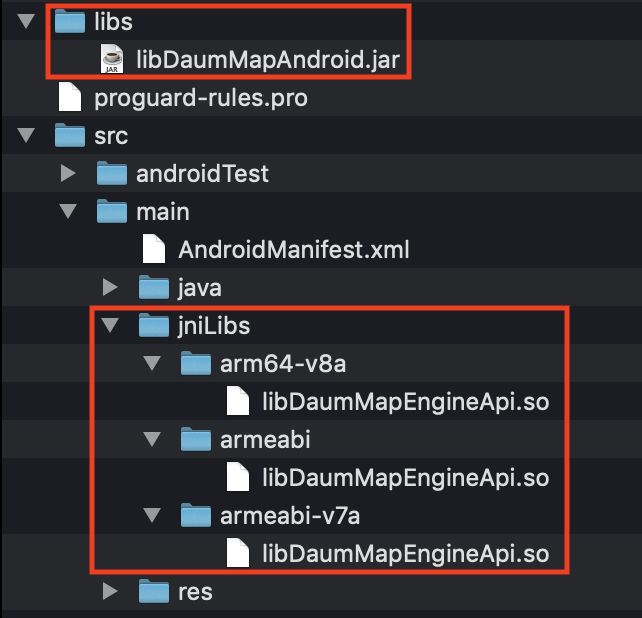 libs
JAR
libDaumMapAndroid.jar
proguard-rules.pro
src
androidTest
main
AndroidManifest.xml
java
jniLibs
arm64-v8a
libDaumMapEngineApi.so
armeabi
libDaumMapEngineApi.so
armeabi-v7a
libDaumMapEngineApi.so
res